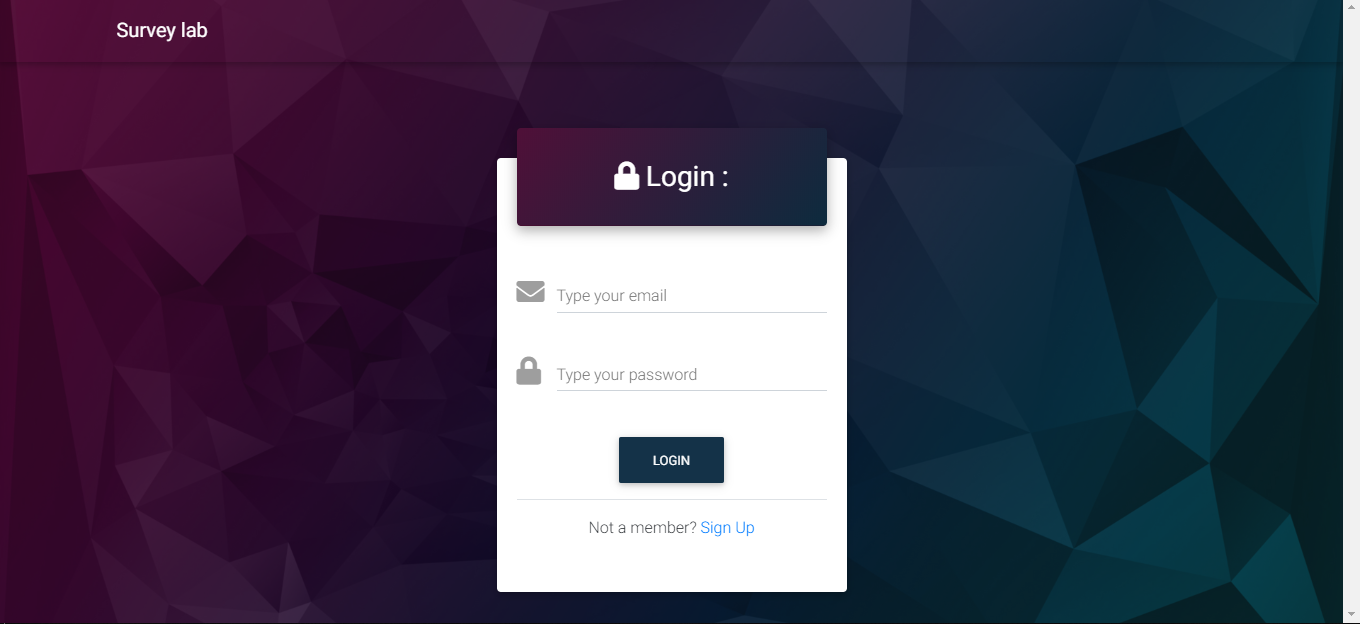 Survey lab
Login :
Type your email
Type your password
LOGIN
Not a member? Sign Up